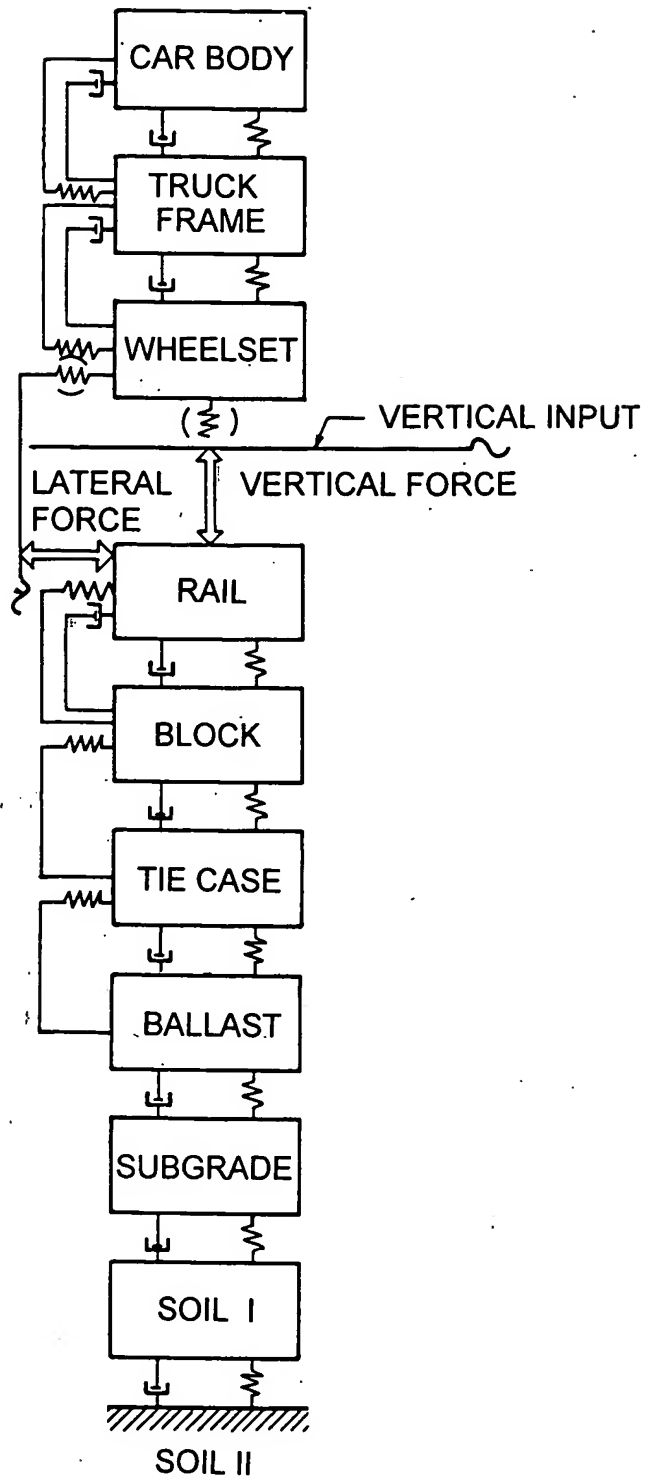 CAR BODY
TRUCK
FRAME
WHEELSET
VERTICAL INPUT
LATERAL
FORCE
VERTICAL FORCE
RAIL
BLOCK
TIE CASE
BALLAST
SUBGRADE
SOIL I
SOIL II